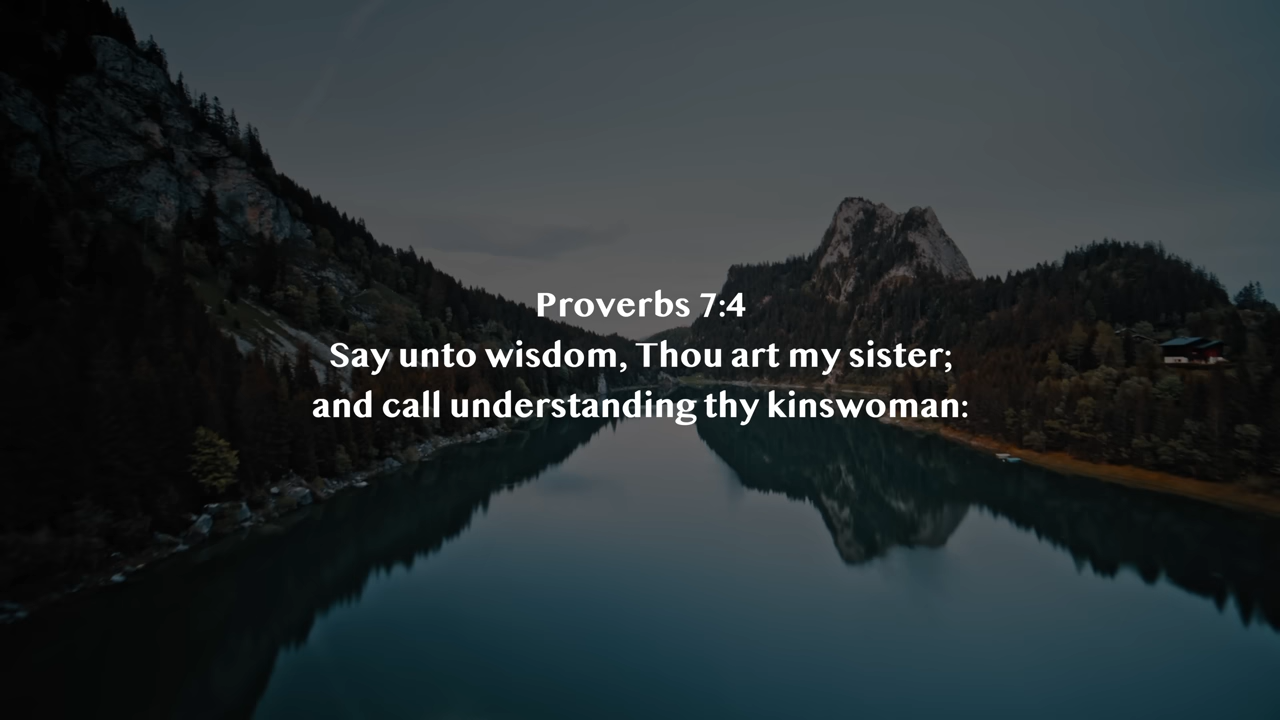 Proverbs 7:4
Say unto wisdom, Thou art my sister;
and call understanding thy kinswoman: